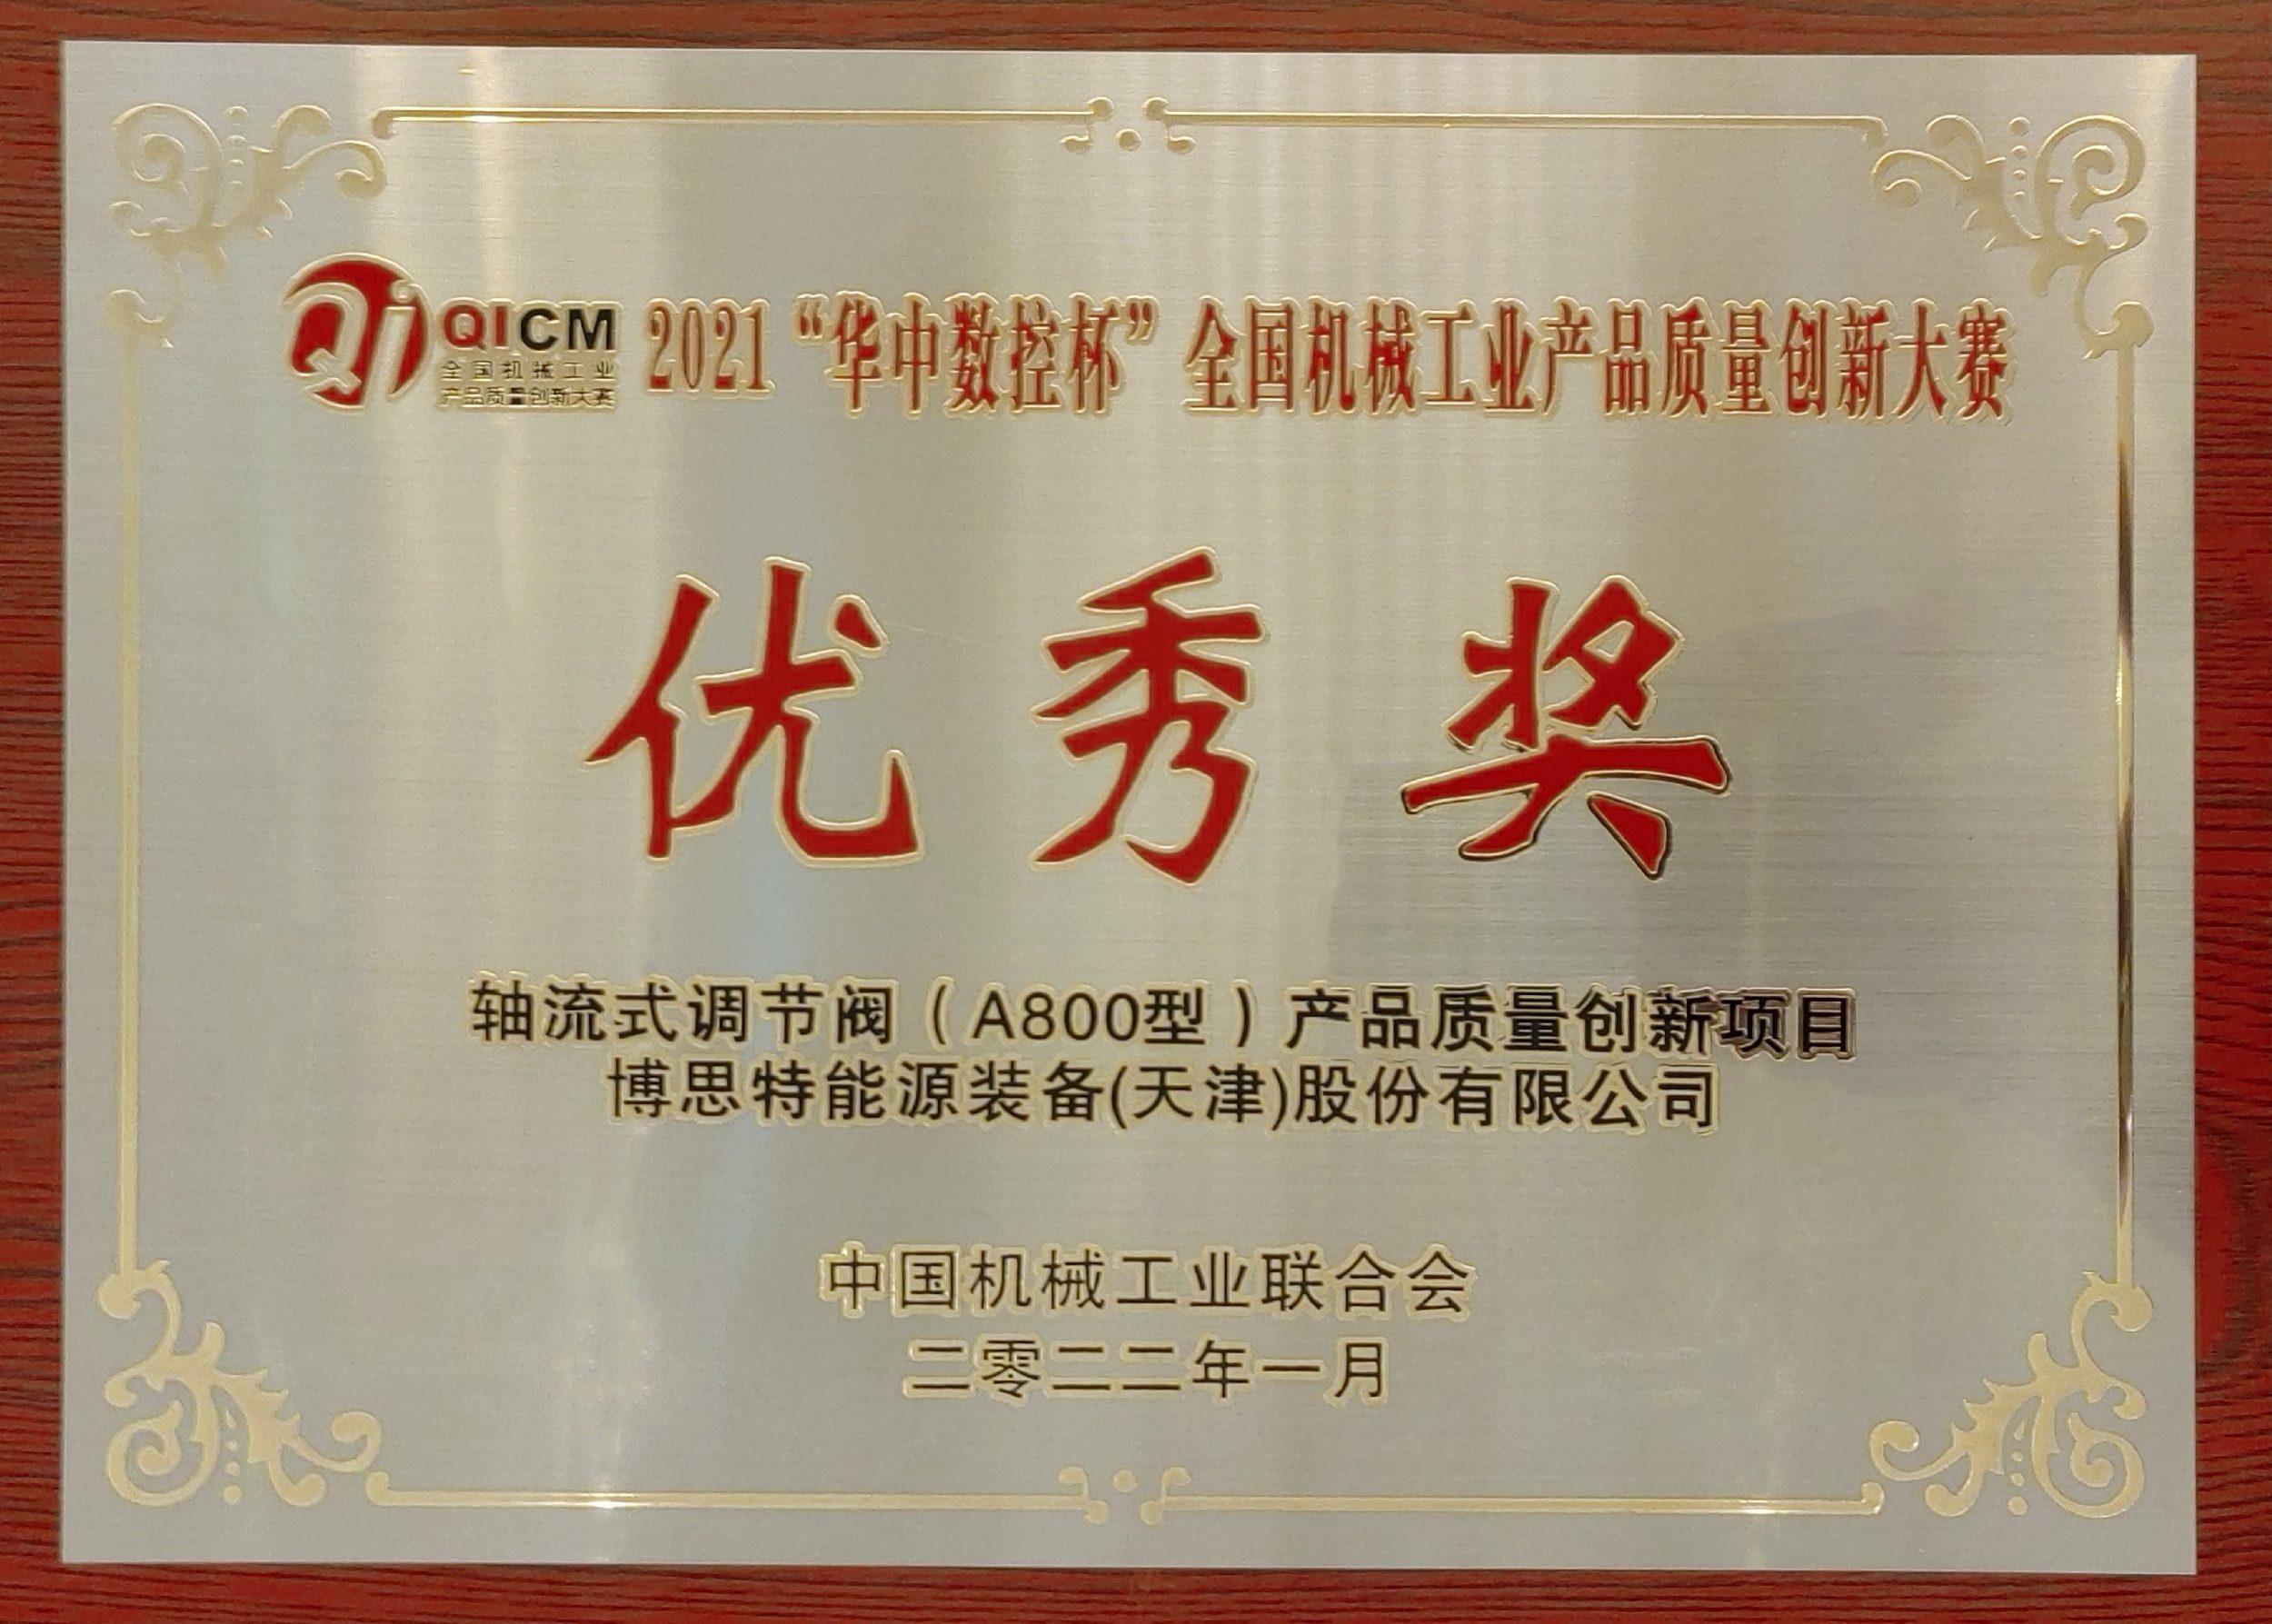 QICM
全国机械工业
产品质量创新大赛
2021“华中数控杯”全国机械工业产品质量创新大赛
优秀奖
轴流式调节阀（A800型）产品质量创新项目
博思特能源装备(天津)股份有限公司
中国机械工业联合会
二零二二年一月